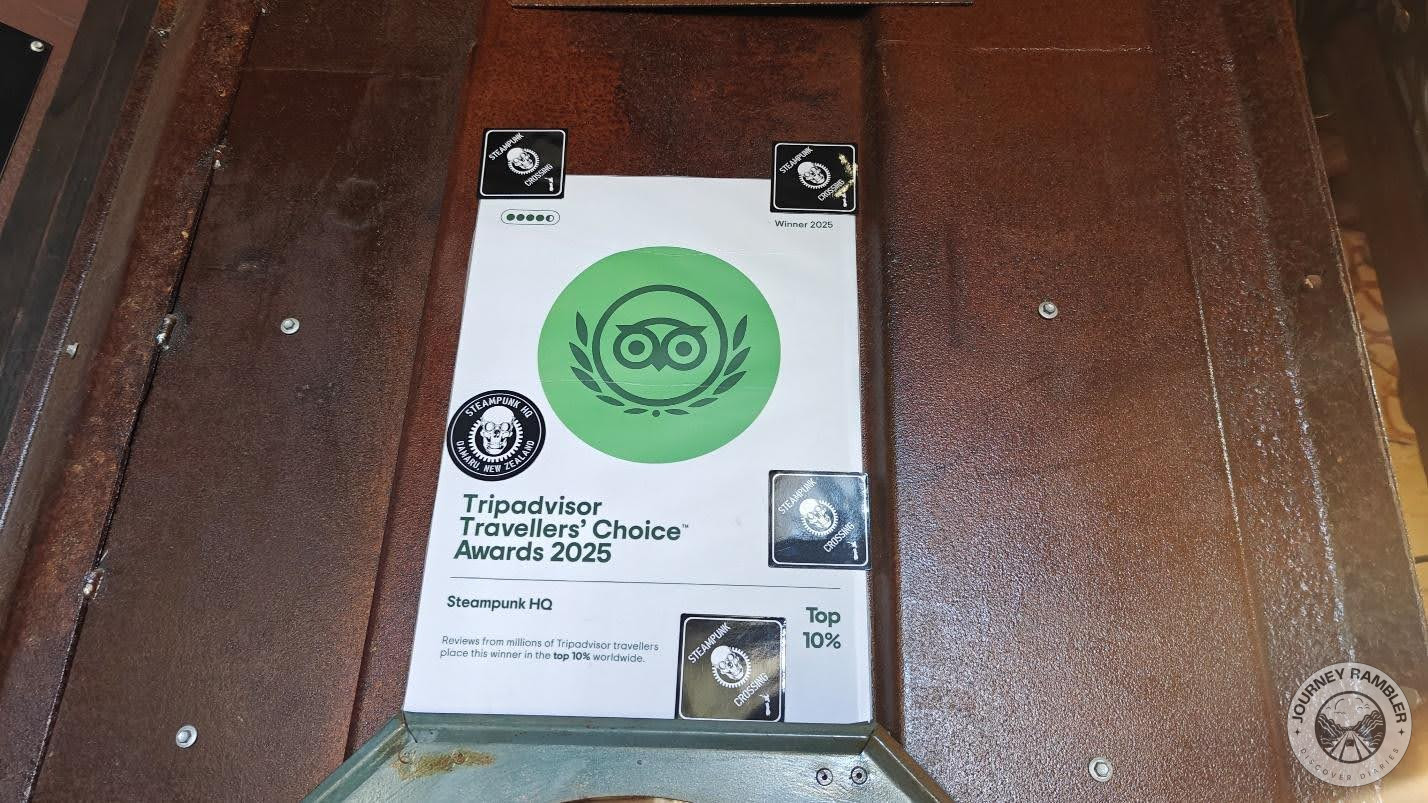 STEAMPUNK
CROSSING
STEAMPUNK
CROSSING
Winner 2025
STEAMPUNK HQ
OAMARU, NEW ZEALAND
Tripadvisor
Travellers' Choice™
Awards 2025
STEAMPUNK
CROSSING
Steampunk HQ
Reviews from millions of Tripadvisor travellers
place this winner in the top 10% worldwide.
STEAMPUNK
CROSSING
Top
10%
JOURNEY RAMBLER
DISCOVER DIARIES